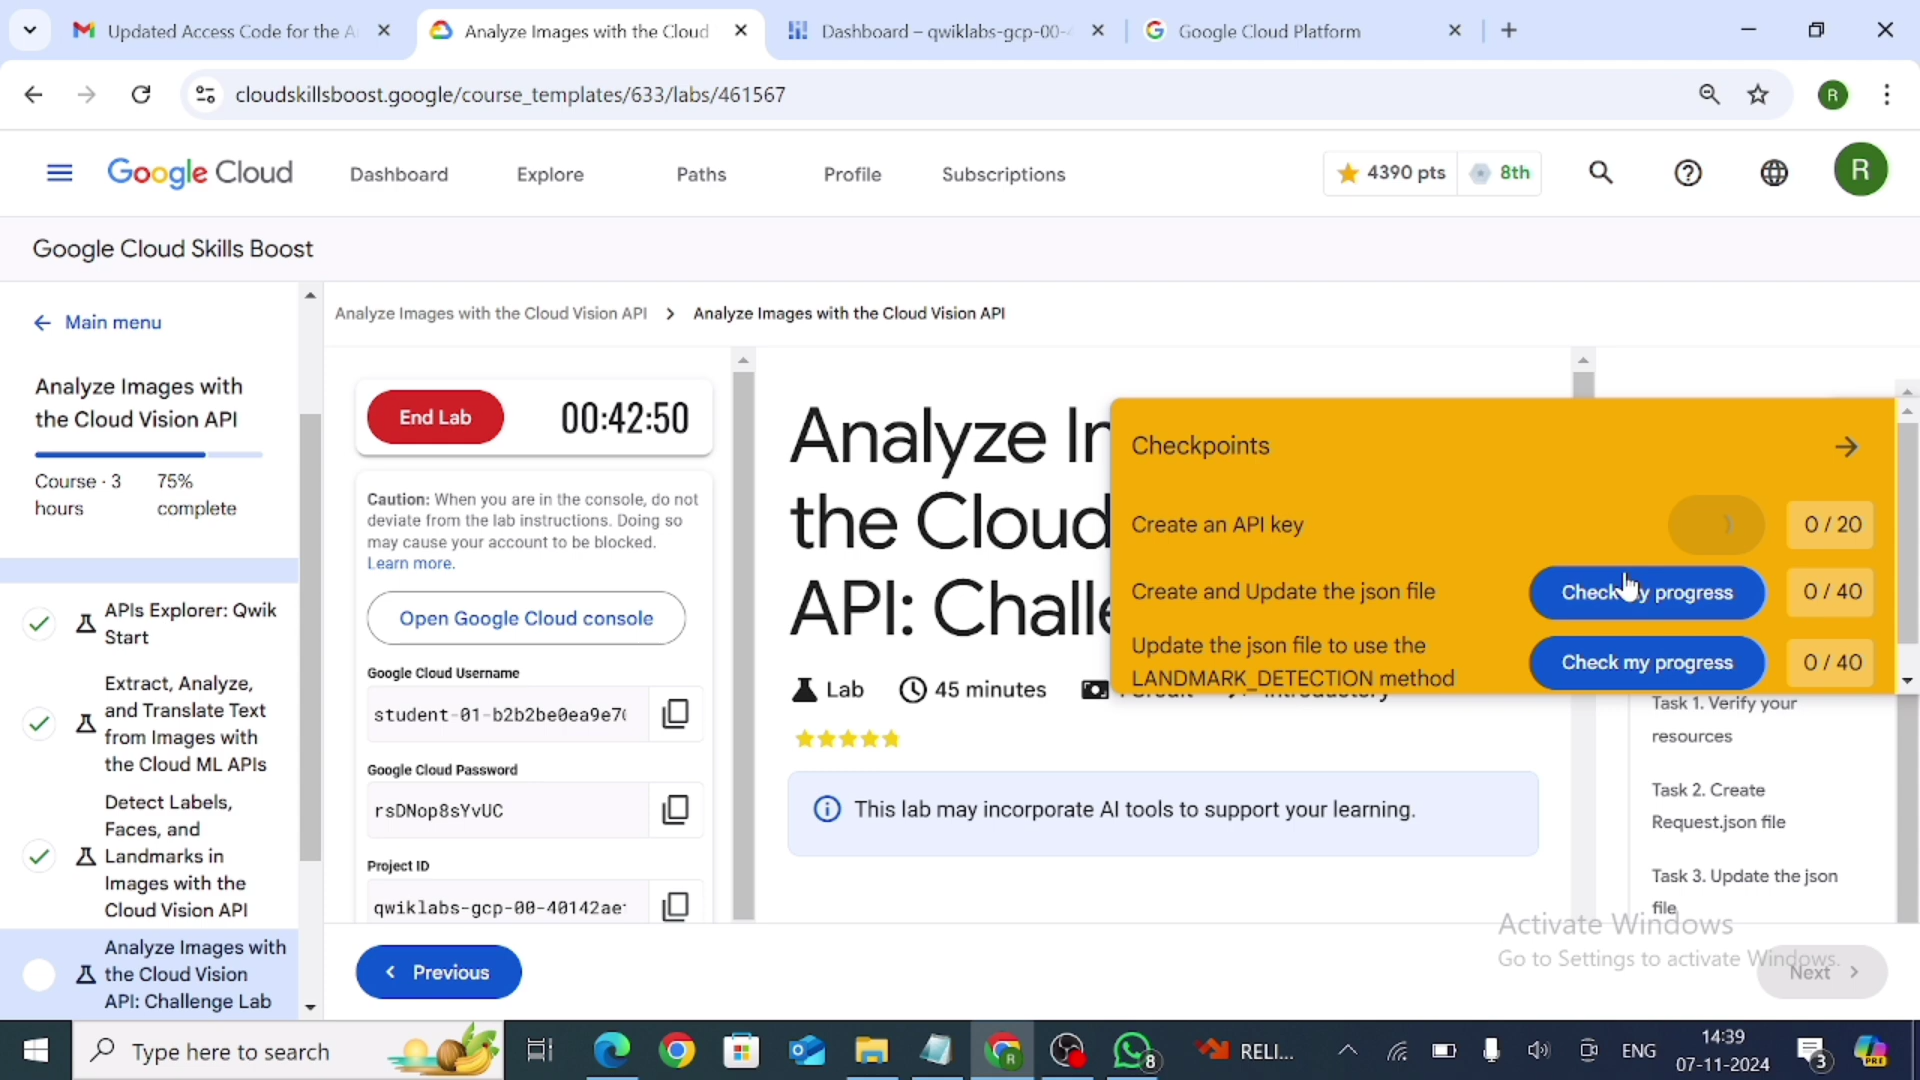 Updated Access Code for the A
Analyze Images with the Cloud
Dashboard – qwiklabs-gcp-00-4
Google Cloud Platform
cloudskillsboost.google/course_templates/633/labs/461567
R
Google Cloud
Dashboard
Explore
Paths
Profile
Subscriptions
4390 pts
8th
R
Google Cloud Skills Boost
Main menu
Analyze Images with
the Cloud Vision API
Course · 3
hours
75%
complete
APIs Explorer: Qwik
Start
Extract, Analyze,
and Translate Text
from Images with
the Cloud ML APIs
Detect Labels,
Faces, and
Landmarks in
Images with the
Cloud Vision API
Analyze Images with
the Cloud Vision
API: Challenge Lab
Analyze Images with the Cloud Vision API > Analyze Images with the Cloud Vision API
End Lab
00:42:50
Caution: When you are in the console, do not
deviate from the lab instructions. Doing so
may cause your account to be blocked.
Learn more.
Open Google Cloud console
Google Cloud Username
student-01-b2b2be0ea9e7
Google Cloud Password
rsDNop8sYvUC
Project ID
qwiklabs-gcp-00-40142ae
Analyze I
the Cloud
API: Challe
Lab
45 minutes
Introductory
This lab may incorporate AI tools to support your learning.
Checkpoints
Create an API key
0 / 20
Create and Update the json file
Check my progress
0 / 40
Update the json file to use the
LANDMARK_DETECTION method
Check my progress
0 / 40
Task 1. Verify your
resources
Task 2. Create
Request.json file
Task 3. Update the json
file
Activate Windows
Go to Settings to activate Windows.
Previous
Next
Type here to search
R
8
RELI...
ENG
14:39
07-11-2024
3
PRE